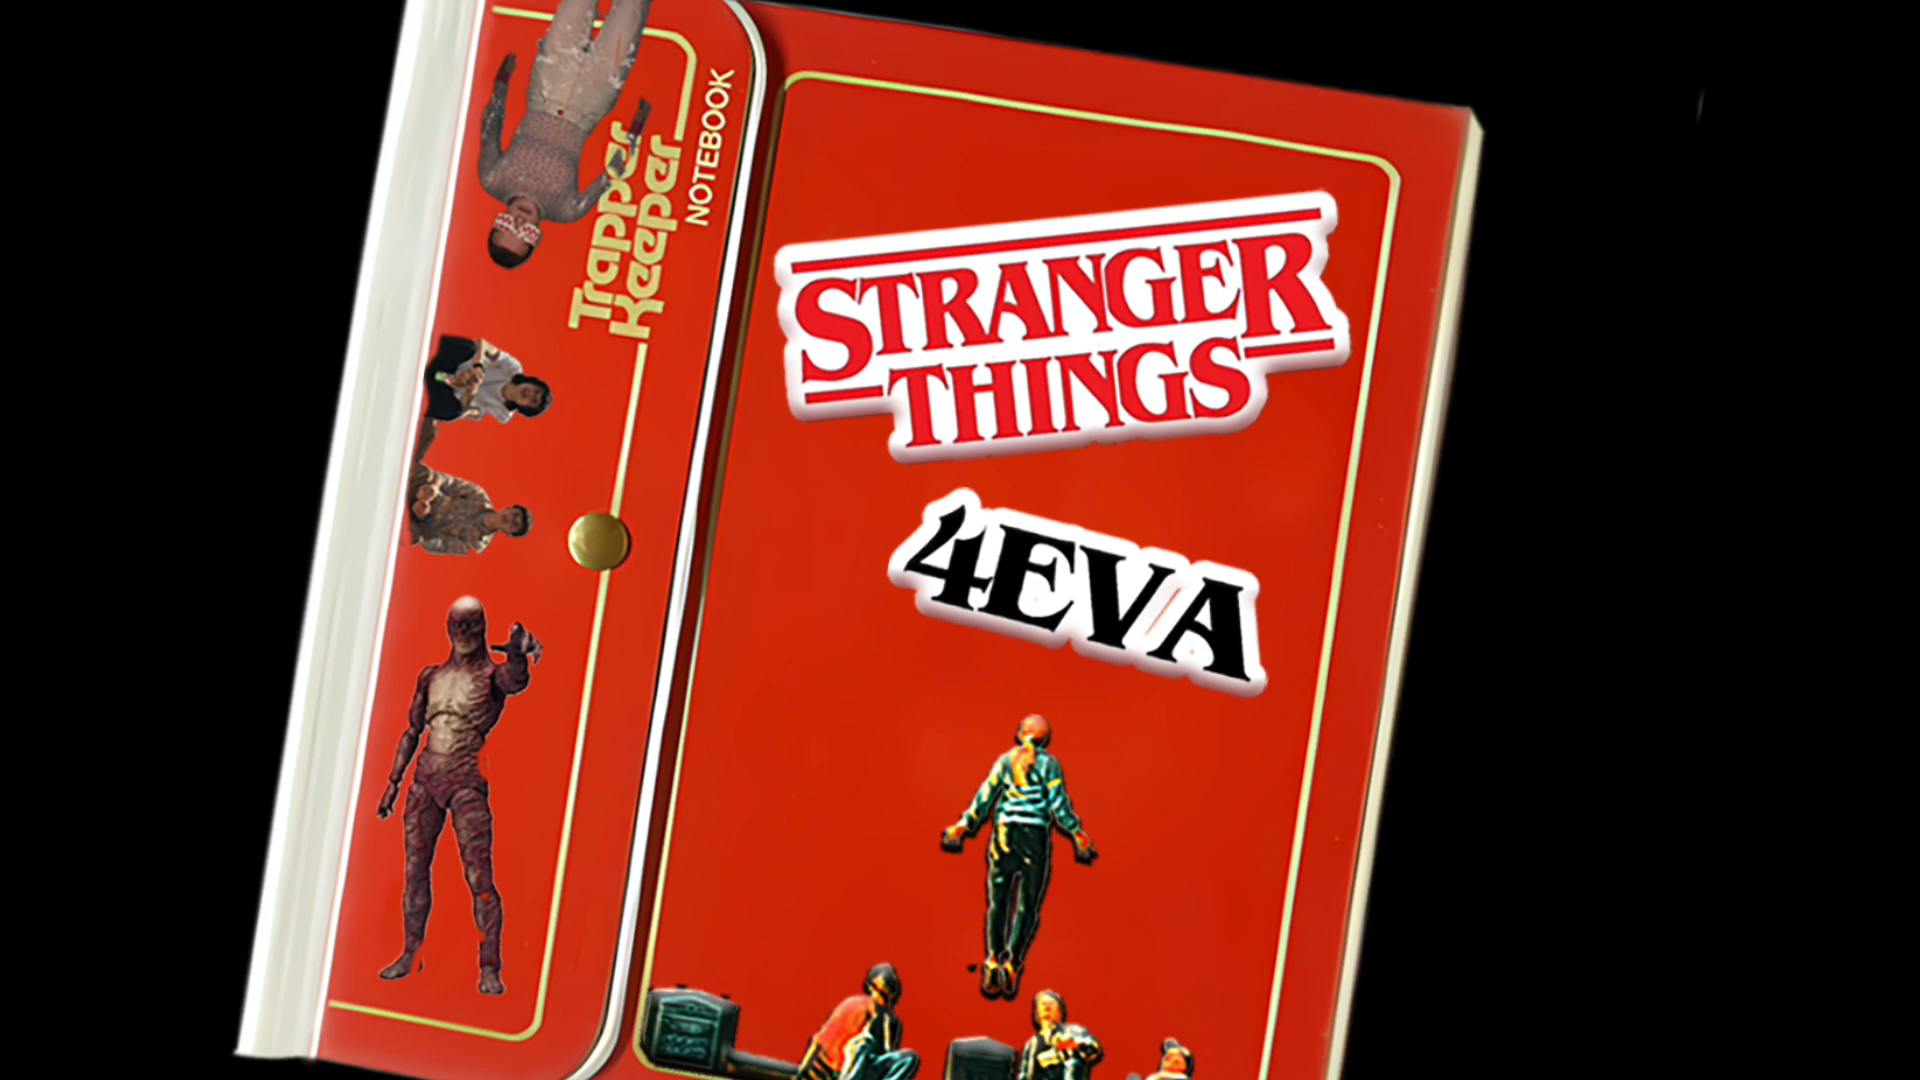 Trapper
Keeper
NOTEBOOK
STRANGER
THINGS
4EVA